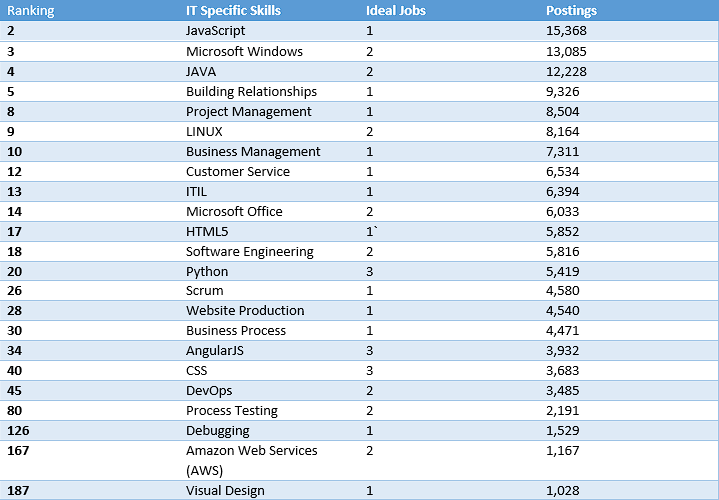 Ranking IT Specific Skills Ideal Jobs Postings
2 JavaScript 1 15,368
3 Microsoft Windows 2 13,085
4 JAVA 2 12,228
5 Building Relationships 1 9,326
8 Project Management 1 8,504
9 LINUX 2 8,164
10 Business Management 1 7,311
12 Customer Service 1 6,534
13 ITIL 1 6,394
14 Microsoft Office 2 6,033
17 HTML5 1` 5,852
18 Software Engineering 2 5,816
20 Python 3 5,419
26 Scrum 1 4,580
28 Website Production 1 4,540
30 Business Process 1 4,471
34 AngularJS 3 3,932
40 CSS 3 3,683
45 DevOps 2 3,485
80 Process Testing 2 2,191
126 Debugging 1 1,529
167 Amazon Web Services 2 1,167
(AWS)
187 Visual Design 1 1,028